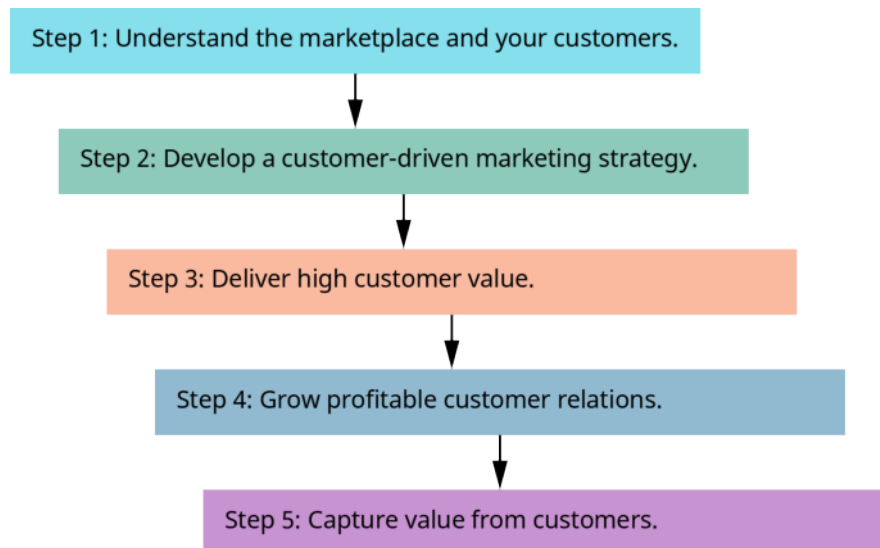 Step 1: Understand the marketplace and your customers.
Step 2: Develop a customer-driven marketing strategy.
Step 3: Deliver high customer value.
Step 4: Grow profitable customer relations.
Step 5: Capture value from customers.